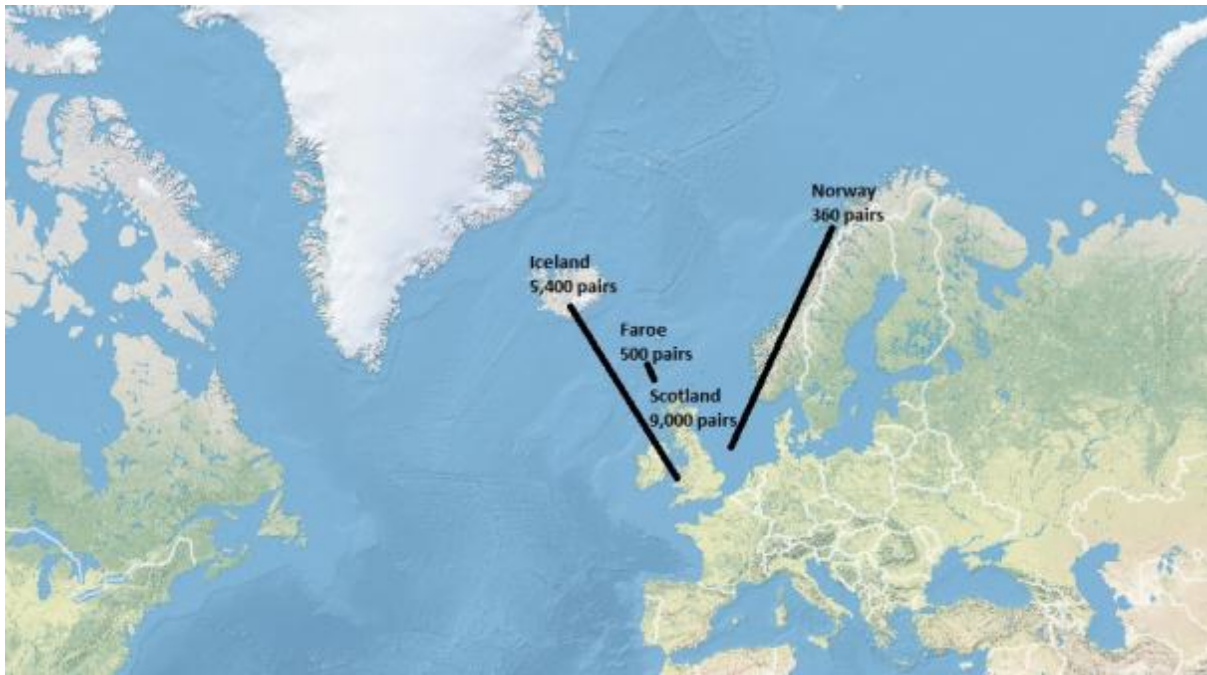 Norway
360 pairs
Iceland
5,400 pairs
Faroe
500 pairs
Scotland
9,000 pairs